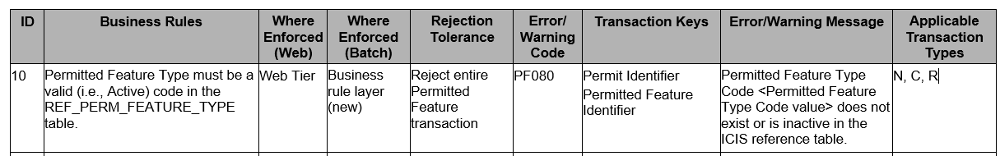 ID
Business Rules
Where
Enforced
(Web)
Where
Enforced
(Batch)
Rejection
Tolerance
Error/
Warning
Code
Transaction Keys
Error/Warning Message
Applicable
Transaction
Types
10
Permitted Feature Type must be a
valid (i.e., Active) code in the
REF_PERM_FEATURE_TYPE
table.
Web Tier
Business
rule layer
(new)
Reject entire
Permitted
Feature
transaction
PF080
Permit Identifier
Permitted Feature
Identifier
Permitted Feature Type
Code <Permitted Feature
Type Code value> does not
exist or is inactive in the
ICIS reference table.
N, C, R